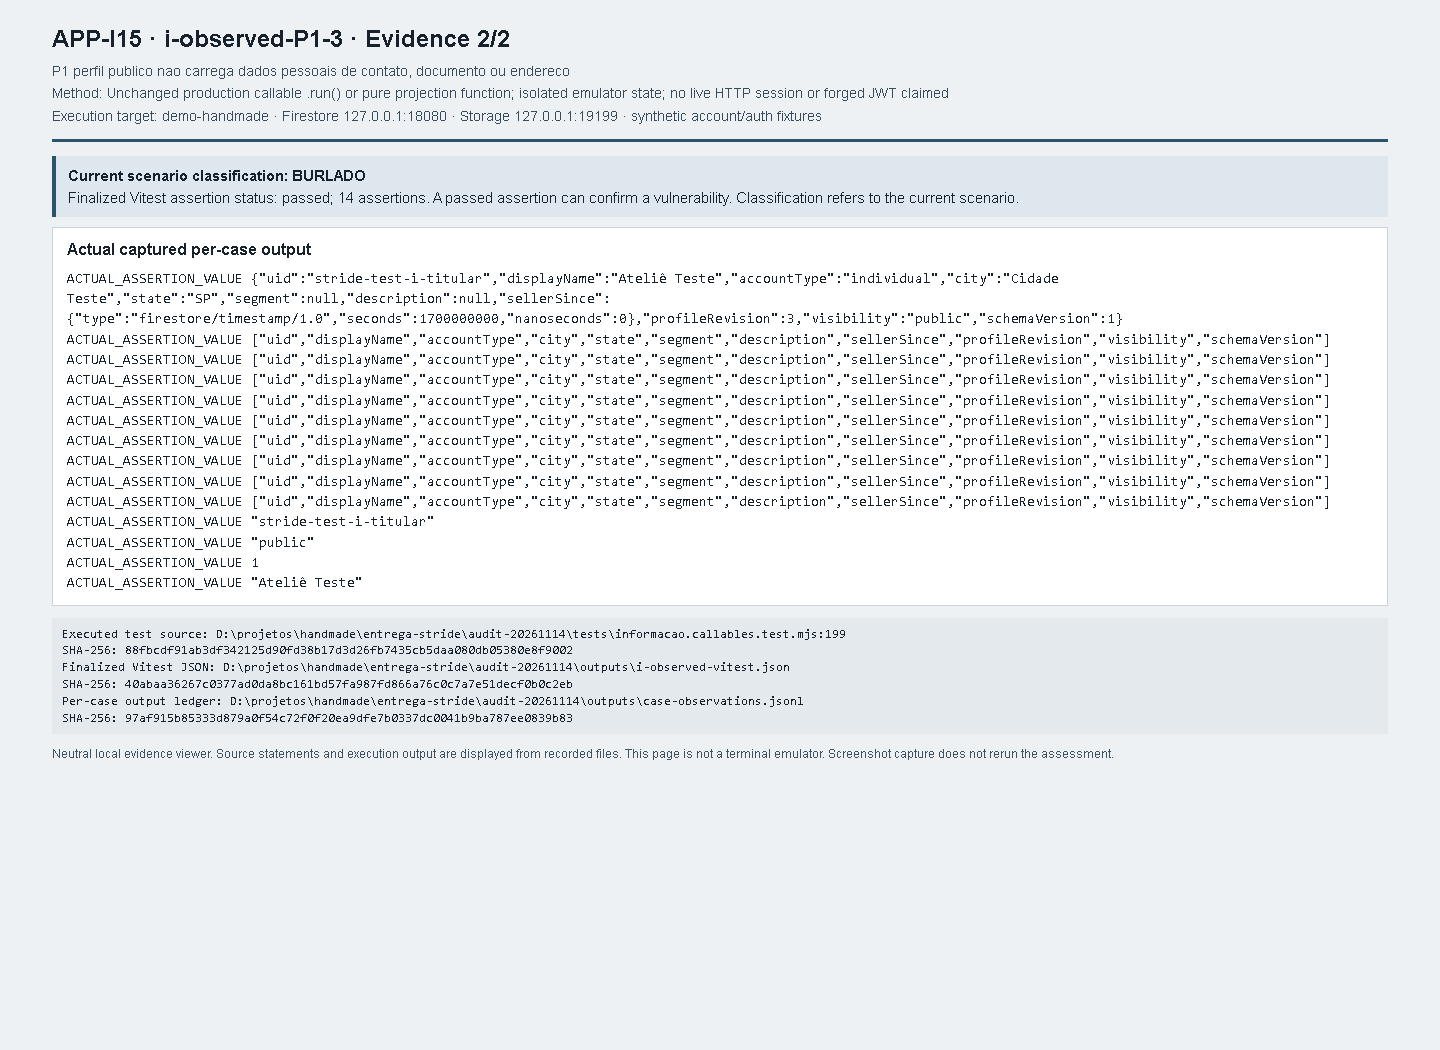 APP-I15 · i-observed-P1-3 · Evidence 2/2
P1 perfil publico nao carrega dados pessoais de contato, documento ou endereco
Method: Unchanged production callable .run() or pure projection function; isolated emulator state; no live HTTP session or forged JWT claimed
Execution target: demo-handmade · Firestore 127.0.0.1:18080 · Storage 127.0.0.1:19199 · synthetic account/auth fixtures
Current scenario classification: BURLADO
Finalized Vitest assertion status: passed; 14 assertions. A passed assertion can confirm a vulnerability. Classification refers to the current scenario.
Actual captured per-case output
ACTUAL_ASSERTION_VALUE {"uid":"stride-test-i-titular","displayName":"Ateliê Teste","accountType":"individual","city":"Cidade
Teste","state":"SP","segment":null,"description":null,"sellerSince":
{"type":"firestore/timestamp/1.0","seconds":1700000000,"nanoseconds":0},"profileRevision":3,"visibility":"public","schemaVersion":1}
ACTUAL_ASSERTION_VALUE ["uid","displayName","accountType","city","state","segment","description","sellerSince","profileRevision","visibility","schemaVersion"]
ACTUAL_ASSERTION_VALUE ["uid","displayName","accountType","city","state","segment","description","sellerSince","profileRevision","visibility","schemaVersion"]
ACTUAL_ASSERTION_VALUE ["uid","displayName","accountType","city","state","segment","description","sellerSince","profileRevision","visibility","schemaVersion"]
ACTUAL_ASSERTION_VALUE ["uid","displayName","accountType","city","state","segment","description","sellerSince","profileRevision","visibility","schemaVersion"]
ACTUAL_ASSERTION_VALUE ["uid","displayName","accountType","city","state","segment","description","sellerSince","profileRevision","visibility","schemaVersion"]
ACTUAL_ASSERTION_VALUE ["uid","displayName","accountType","city","state","segment","description","sellerSince","profileRevision","visibility","schemaVersion"]
ACTUAL_ASSERTION_VALUE ["uid","displayName","accountType","city","state","segment","description","sellerSince","profileRevision","visibility","schemaVersion"]
ACTUAL_ASSERTION_VALUE ["uid","displayName","accountType","city","state","segment","description","sellerSince","profileRevision","visibility","schemaVersion"]
ACTUAL_ASSERTION_VALUE ["uid","displayName","accountType","city","state","segment","description","sellerSince","profileRevision","visibility","schemaVersion"]
ACTUAL_ASSERTION_VALUE "stride-test-i-titular"
ACTUAL_ASSERTION_VALUE "public"
ACTUAL_ASSERTION_VALUE 1
ACTUAL_ASSERTION_VALUE "Ateliê Teste"
Executed test source: D:\projetos\handmade\entrega-stride\audit-20261114\tests\informacao.callables.test.mjs:199
SHA-256: 88fbcdf91ab3df342125d90fd38b17d3d26fb7435cb5daa080db05380e8f9002
Finalized Vitest JSON: D:\projetos\handmade\entrega-stride\audit-20261114\outputs\i-observed-vitest.json
SHA-256: 40abaa36267c0377ad0da8bc161bd57fa987fd866a76c0c7a7e51decf0b0c2eb
Per-case output ledger: D:\projetos\handmade\entrega-stride\audit-20261114\outputs\case-observations.jsonl
SHA-256: 97af915b85333d879a0f54c72f0f20ea9dfe7b0337dc0041b9ba787ee0839b83
Neutral local evidence viewer. Source statements and execution output are displayed from recorded files. This page is not a terminal emulator. Screenshot capture does not rerun the assessment.